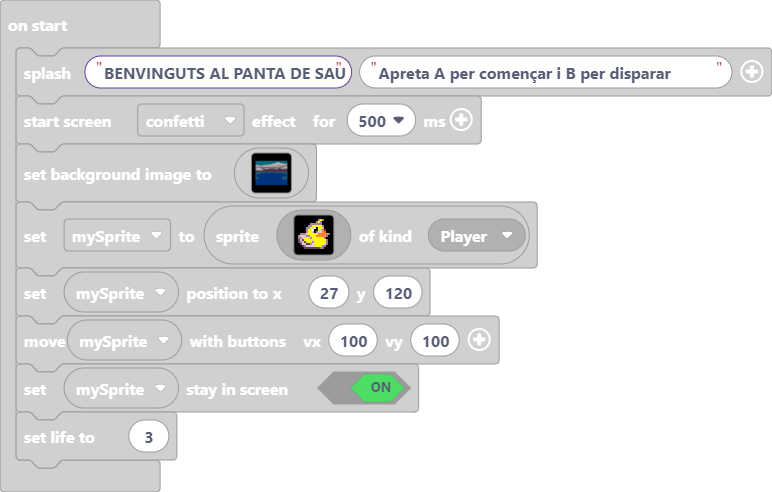 on start
splash "BENVINGUTS AL PANTA DE SAU" "Apreta A per començar i B per disparar"
start screen confetti effect for 500 ms
set background image to
set mySprite to sprite of kind Player
set mySprite position to x 27 y 120
move mySprite with buttons vx 100 vy 100
set mySprite stay in screen ON
set life to 3